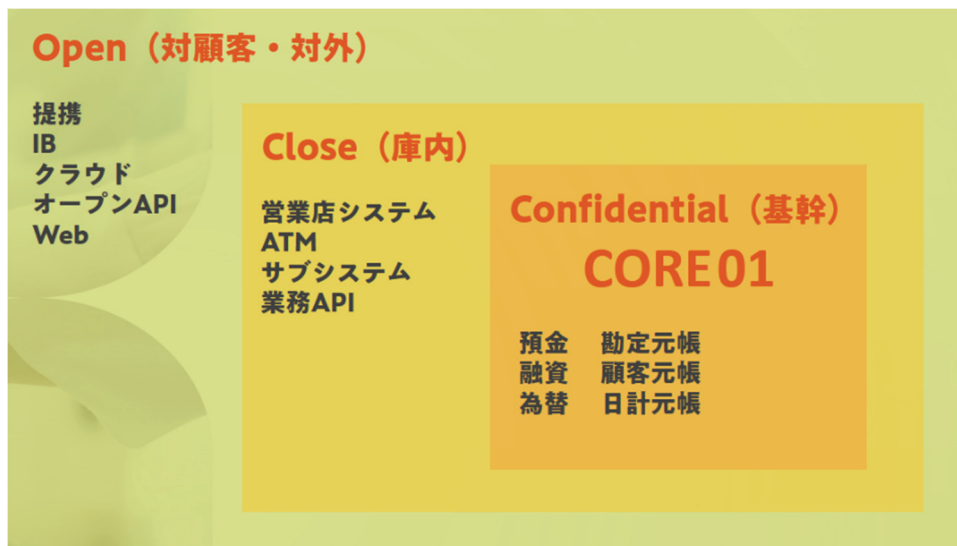 Open（対顧客・対外）
提携
IB
クラウド
オープンAPI
Web
Close（庫内）
営業店システム
ATM
サブシステム
業務API
Confidential（基幹）
CORE01
預金 勘定元帳
融資 顧客元帳
為替 日計元帳